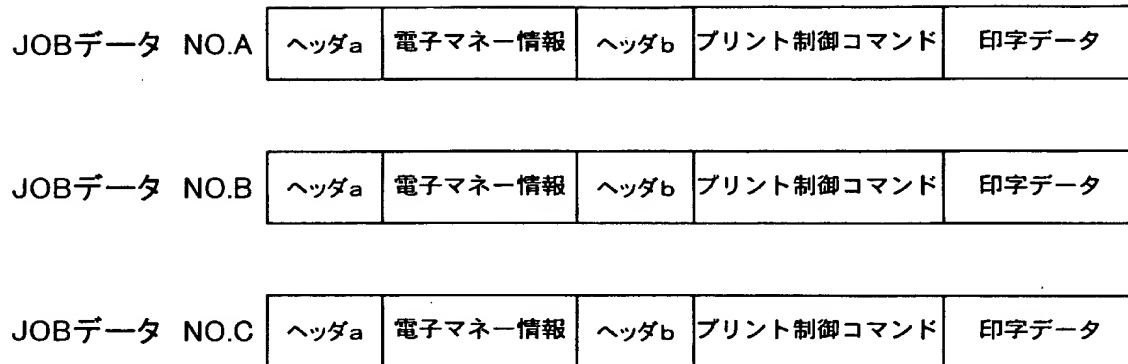 JOBデータ NO.A ヘッダa 電子マネー情報 ヘッダb プリント制御コマンド 印字データ
JOBデータ NO.B ヘッダa 電子マネー情報 ヘッダb プリント制御コマンド 印字データ
JOBデータ NO.C ヘッダa 電子マネー情報 ヘッダb プリント制御コマンド 印字データ